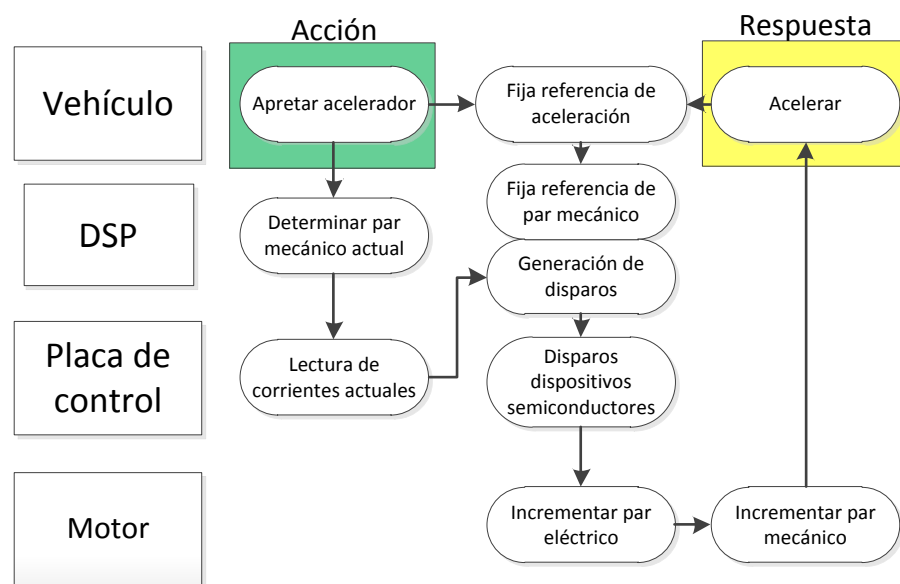 Acción
Respuesta
Vehículo
Apretar acelerador
Fija referencia de
aceleración
Acelerar
DSP
Determinar par
mecánico actual
Fija referencia de
par mecánico
Generación de
disparos
Placa de
control
Lectura de
corrientes actuales
Disparos
dispositivos
semiconductores
Motor
Incrementar par
eléctrico
Incrementar par
mecánico